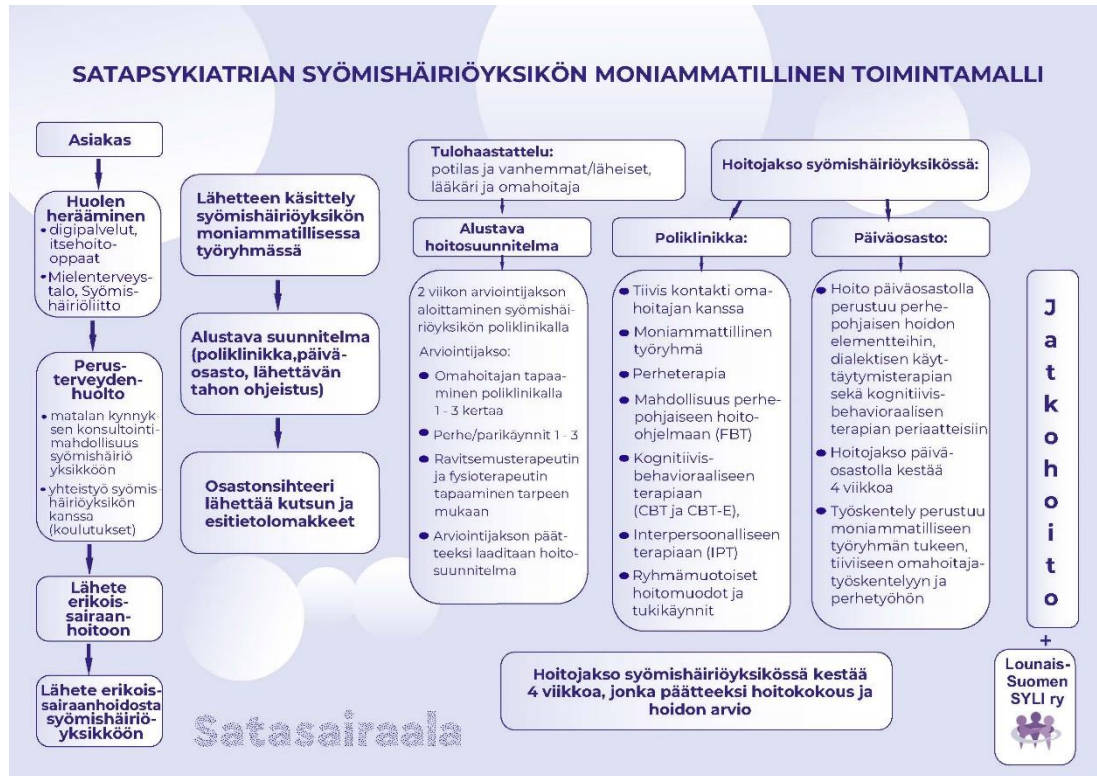 SATAPSYKIATRIAN SYÖMISHÄIRIÖYKSIKÖN MONIAMMATILLINEN TOIMINTAMALLI
Asiakas
Huolen
herääminen
• digipalvelut,
itsehoito-
oppaat
• Mielenterveys-
talo, Syömis-
häiriöliitto
Perus-
terveyden-
huolto
• matalan kynnyk-
sen konsultointi-
mahdollisuus
syömishäiriö
yksikköön
• yhteistyö syömis-
häiriöyksikön
kanssa
(koulutukset)
Lähete
erikois-
sairaan-
hoitoon
Lähete erikois-
sairaanhoidosta
syömishäiriö-
yksikköön
Lähetteen käsittely
syömishäiriöyksikön
moniammatillisessa
työryhmässä
Alustava suunnitelma
(poliklinikka,päivä-
osasto, lähettävän
tahon ohjeistus)
Osastonsihteeri
lähettää kutsun ja
esitietolomakkeet
Tulohaastattelu:
potilas ja vanhemmat/läheiset,
lääkäri ja omahoitaja
Alustava
hoitosuunnitelma
2 viikon arviointijakson
aloittaminen syömishäi-
riöyksikön poliklinikalla
Arviointijakso:
• Omahoitajan tapaa-
minen poliklinikalla
1 - 3 kertaa
• Perhe/parikäynnit 1 - 3
• Ravitsemusterapeutin
ja fysioterapeutin
tapaaminen tarpeen
mukaan
• Arviointijakson päät-
teeksi laaditaan hoito-
suunnitelma
Hoitojakso syömishäiriöyksikössä:
Poliklinikka:
• Tiivis kontakti oma-
hoitajan kanssa
• Moniammattillinen
työryhmä
• Perheterapia
• Mahdollisuus perhe-
pohjaiseen hoito-
ohjelmaan (FBT)
• Kognitiivis-
behavioraaliseen
terapiaan
(CBT ja CBT-E),
• Interpersoonalliseen
terapiaan (IPT)
• Ryhmämuotoiset
hoitomuodot ja
tukikäynnit
Päiväosasto:
• Hoito päiväosastolla
perustuu perhe-
pohjaisen hoidon
elementteihin,
dialektisen käyt-
täytymisterapian
sekä kognitiivis-
behavioraalisen
terapian periaatteisiin
• Hoitojakso päivä-
osastolla kestää
4 viikkoa
• Työskentely perustuu
moniammatilliseen
työryhmän tukeen,
tiiviiseen omahoitaja-
työskentelyyn ja
perhetyöhön
Hoitojakso syömishäiriöyksikössä kestää
4 viikkoa, jonka päätteeksi hoitokokous ja
hoidon arvio
Jatkohoito
+
Lounais-
Suomen
SYLI ry
Satasairaala